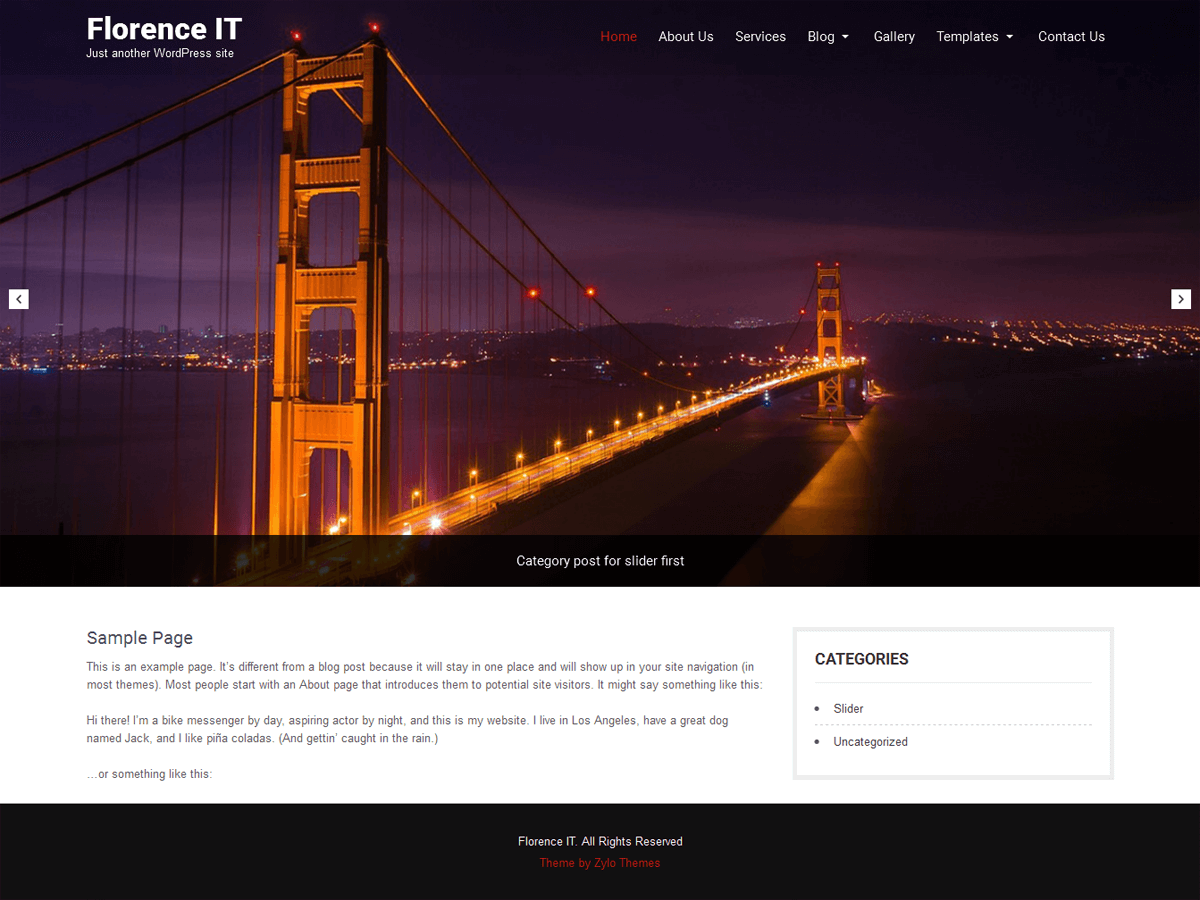 Florence IT
Just another WordPress site
Home About Us Services Blog Gallery Templates Contact Us
Category post for slider first
Sample Page
This is an example page. It’s different from a blog post because it will stay in one place and will show up in your site navigation (in
most themes). Most people start with an About page that introduces them to potential site visitors. It might say something like this:
Hi there! I’m a bike messenger by day, aspiring actor by night, and this is my website. I live in Los Angeles, have a great dog
named Jack, and I like piña coladas. (And gettin’ caught in the rain.)
…or something like this:
CATEGORIES
Slider
Uncategorized
Florence IT. All Rights Reserved
Theme by Zylo Themes